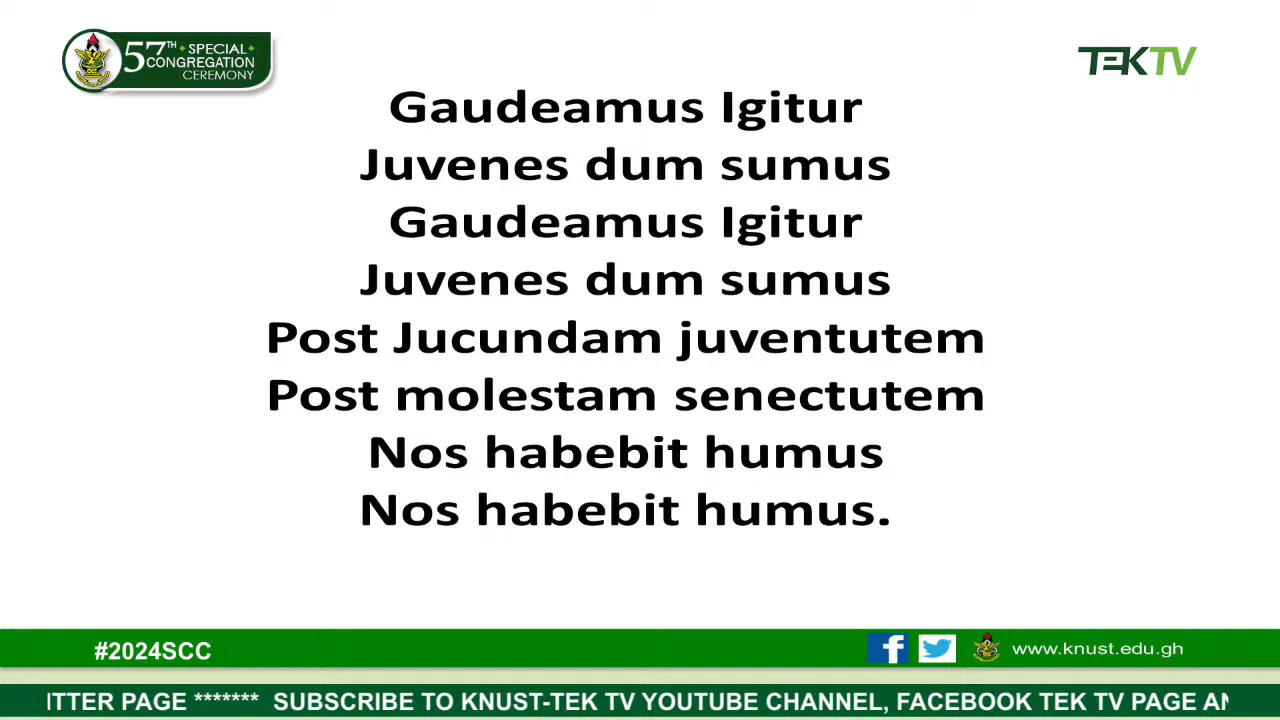 57TH SPECIAL
CONGREGATION
CEREMONY
TEKTV
Gaudeamus Igitur
Juvenes dum sumus
Gaudeamus Igitur
Juvenes dum sumus
Post Jucundam juventutem
Post molestam senectutem
Nos habebit humus
Nos habebit humus.
#2024SCC
www.knust.edu.gh
ITTER PAGE ******* SUBSCRIBE TO KNUST-TEK TV YOUTUBE CHANNEL, FACEBOOK TEK TV PAGE AN